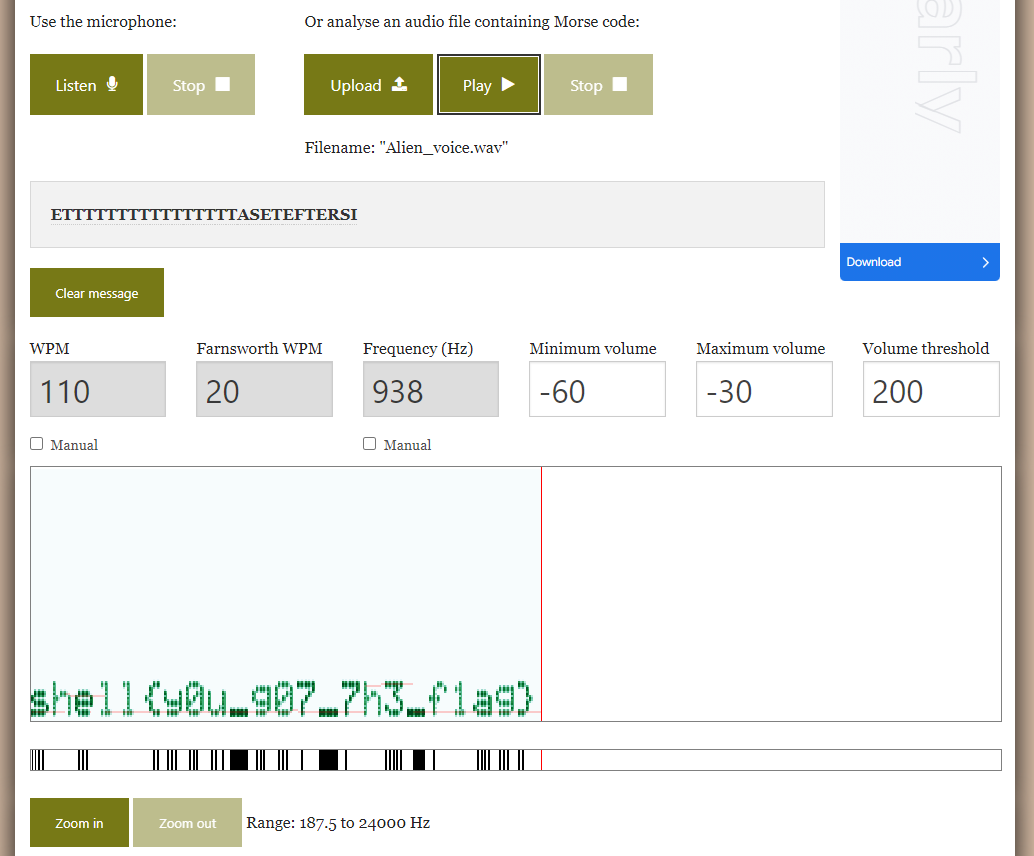 Use the microphone:
Or analyse an audio file containing Morse code:
Listen
Stop
Upload
Play
Stop
Filename: "Alien_voice.wav"
arly
ETTTTTTTTTTTTTTTTASETEFTERSI
Download
Clear message
WPM
Farnsworth WPM
Frequency (Hz)
Minimum volume
Maximum volume
Volume threshold
110
20
938
-60
-30
200
Manual
Manual
shell{y0u_g07_7h3_flag}
Zoom in
Zoom out
Range: 187.5 to 24000 Hz